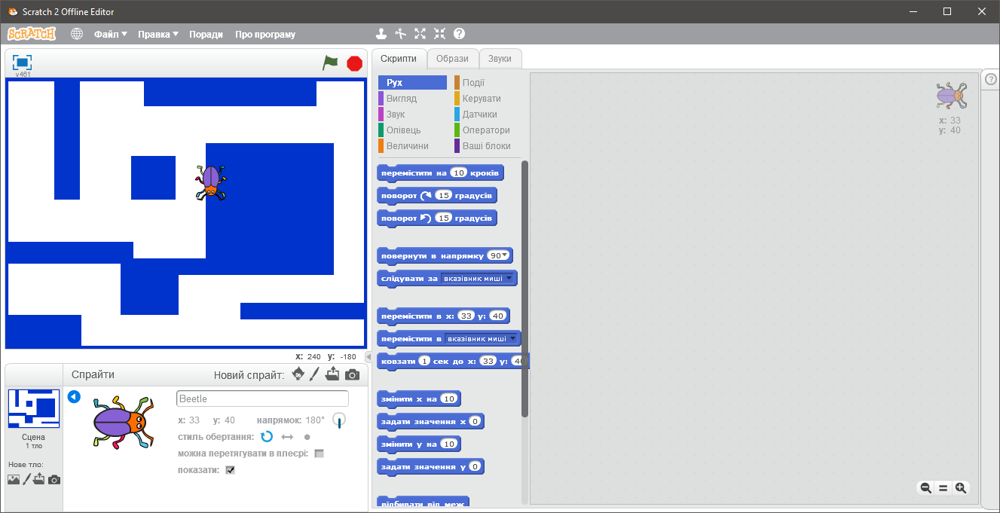 Scratch 2 Offline Editor
SCRATCH Файл Правка Поради Про програму
v461
Скрипти Образи Звуки
Рух Події
Вигляд Керувати
Звук Датчики
Олівець Оператори
Величини Ваші блоки
x: 33
y: 40
перемістити на 10 кроків
поворот 15 градусів
поворот 15 градусів
повернути в напрямку 90
слідувати за вказівник миші
перемістити в x: 33 y: 40
перемістити в вказівник миші
ковзати 1 сек до x: 33 y: 40
змінити x на 10
задати значення x 0
змінити y на 10
задати значення y 0
відбивати від меж
x: 240 y: -180
Спрайти Новий спрайт:
Сцена
1 тло
Нове тло:
Beetle
x: 33 y: 40 напрямок: 180°
стиль обертання:
можна перетягувати в плеєрі:
показати: